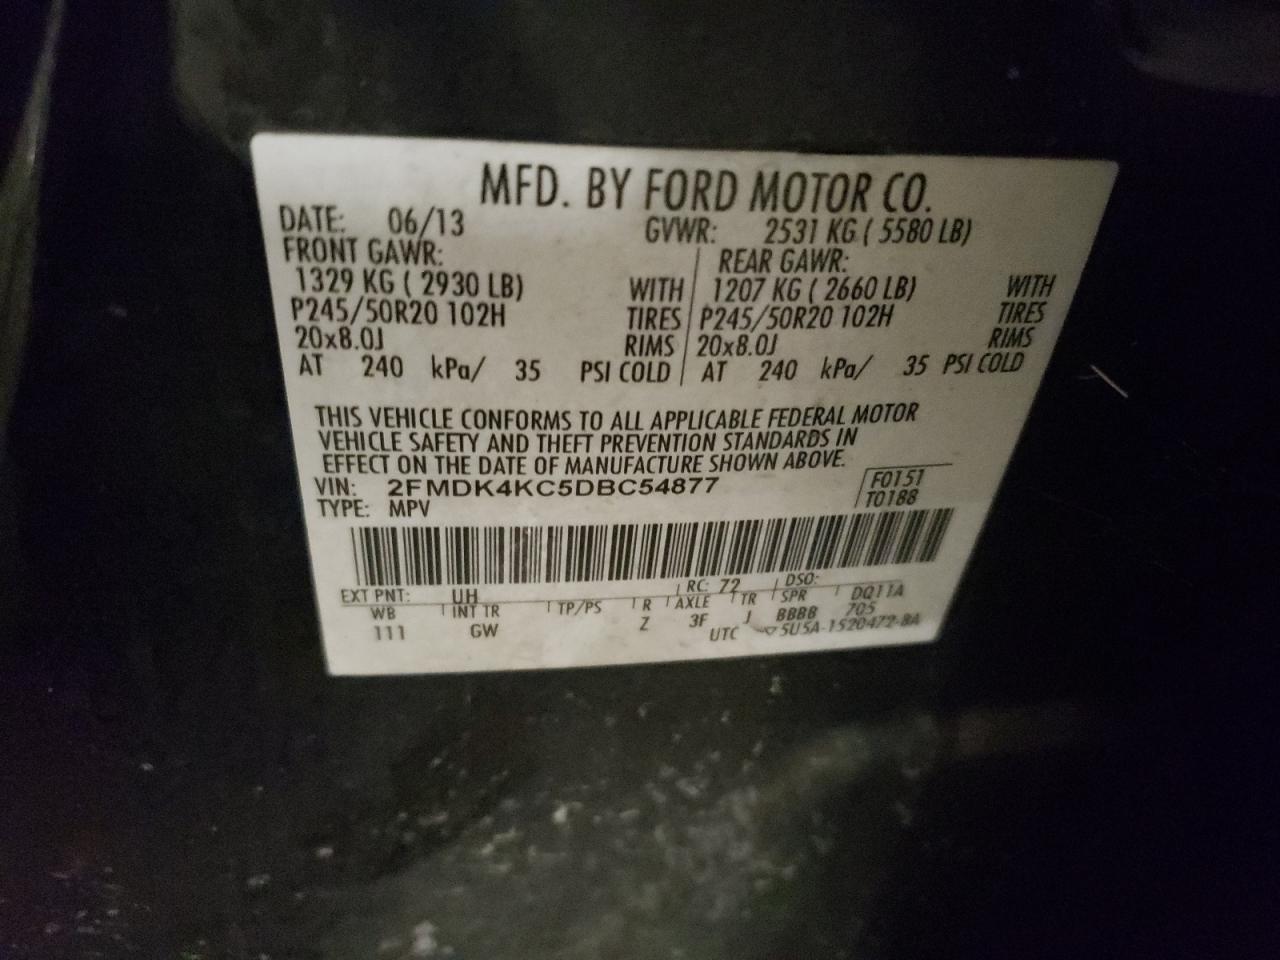 MFD. BY FORD MOTOR CO.
DATE: 06/13 GVWR: 2531 KG ( 5580 LB)
FRONT GAWR: REAR GAWR:
1329 KG ( 2930 LB) WITH 1207 KG ( 2660 LB) WITH
P245/50R20 102H TIRES P245/50R20 102H TIRES
20x8.0J RIMS 20x8.0J RIMS
AT 240 kPa/ 35 PSI COLD AT 240 kPa/ 35 PSI COLD
THIS VEHICLE CONFORMS TO ALL APPLICABLE FEDERAL MOTOR
VEHICLE SAFETY AND THEFT PREVENTION STANDARDS IN
EFFECT ON THE DATE OF MANUFACTURE SHOWN ABOVE.
VIN: 2FMDK4KC5DBC54877 F0151
TYPE: MPV T0188
EXT PNT: UH RC: 72 DSO:
WB INT TR TP/PS R AXLE TR SPR DQ11A
111 GW Z 3F J BBBB 705
UTC ▽5U5A-1520472-BA